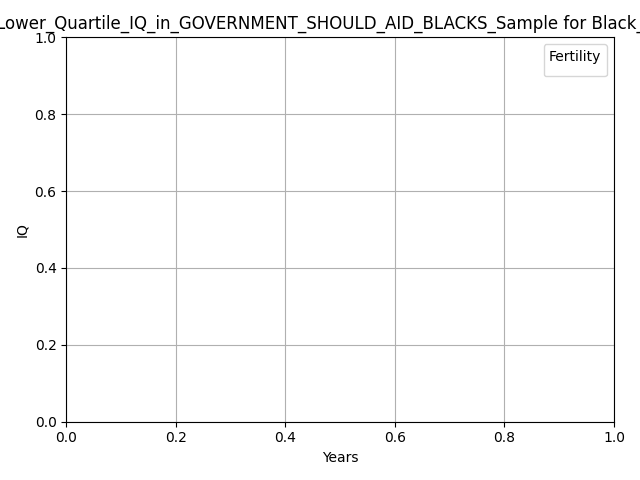 Lower_Quartile_IQ_in_GOVERNMENT_SHOULD_AID_BLACKS_Sample for Black_
1.0
Fertility
0.8
0.6
IQ
0.4
0.2
0.0
0.0 0.2 0.4 0.6 0.8 1.0
Years